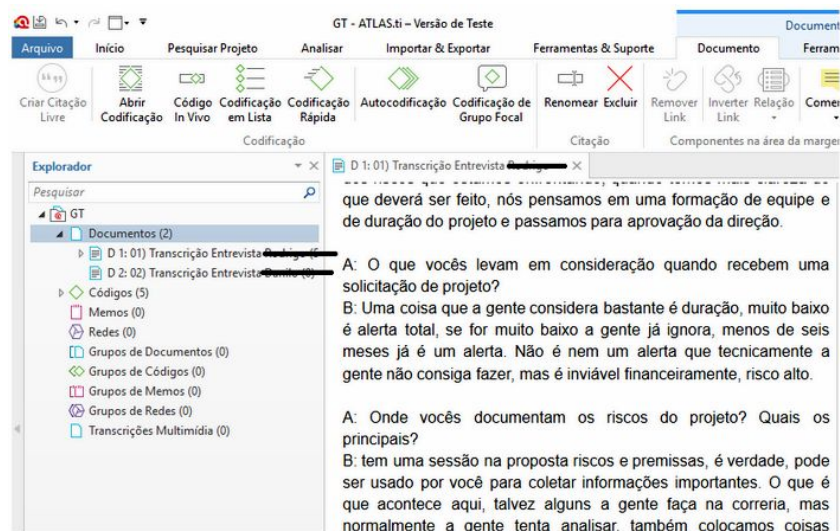 GT - ATLAS.ti – Versão de Teste
Document
Arquivo Início Pesquisar Projeto Analisar Importar & Exportar Ferramentas & Suporte Documento Ferram
Criar Citação Livre
Abrir Codificação
Código In Vivo
Codificação em Lista
Codificação Rápida
Autocodificação
Codificação de Grupo Focal
Renomear
Excluir
Remover Link
Inverter Link
Relação
Comer
Codificação
Citação
Componentes na área da marge
Explorador
Pesquisar
GT
Documentos (2)
D 1: 01) Transcrição Entrevista
D 2: 02) Transcrição Entrevista
Códigos (5)
Memos (0)
Redes (0)
Grupos de Documentos (0)
Grupos de Códigos (0)
Grupos de Memos (0)
Grupos de Redes (0)
Transcrições Multimídia (0)
D 1: 01) Transcrição Entrevista
que deverá ser feito, nós pensamos em uma formação de equipe e
de duração do projeto e passamos para aprovação da direção.
A: O que vocês levam em consideração quando recebem uma
solicitação de projeto?
B: Uma coisa que a gente considera bastante é duração, muito baixo
é alerta total, se for muito baixo a gente já ignora, menos de seis
meses já é um alerta. Não é nem um alerta que tecnicamente a
gente não consiga fazer, mas é inviável financeiramente, risco alto.
A: Onde vocês documentam os riscos do projeto? Quais os
principais?
B: tem uma sessão na proposta riscos e premissas, é verdade, pode
ser usado por você para coletar informações importantes. O que é
que acontece aqui, talvez alguns a gente faça na correria, mas
normalmente a gente tenta analisar, também colocamos coisas